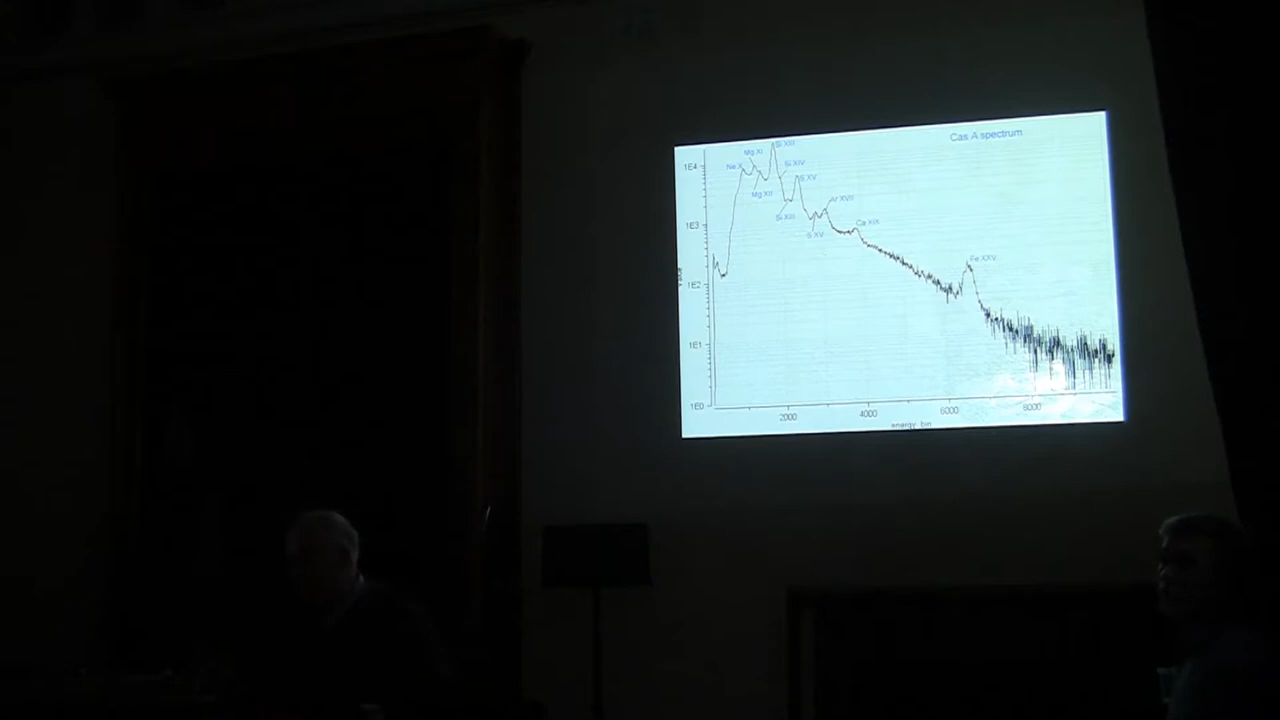 Cas A spectrum
Si XIII
Mg XI
1E4
Ne X
Si XIV
S XV
Mg XII
Ar XVII
Si XIII
Ca XIX
1E3
S XV
Fe XXV
1E2
1E1
1E0
2000
4000
6000
8000
energy bin